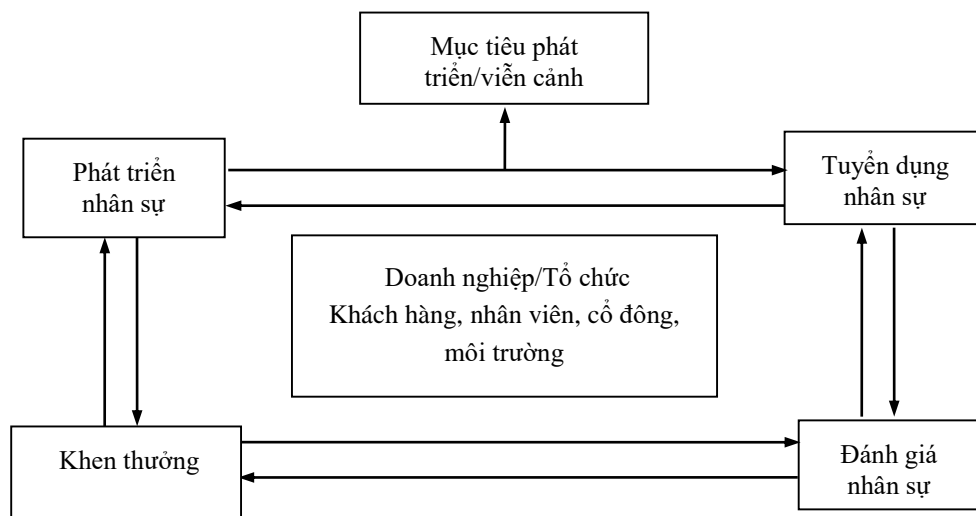 Mục tiêu phát
triển/viễn cảnh
Phát triển
nhân sự
Tuyển dụng
nhân sự
Doanh nghiệp/Tổ chức
Khách hàng, nhân viên, cổ đông,
môi trường
Khen thưởng
Đánh giá
nhân sự